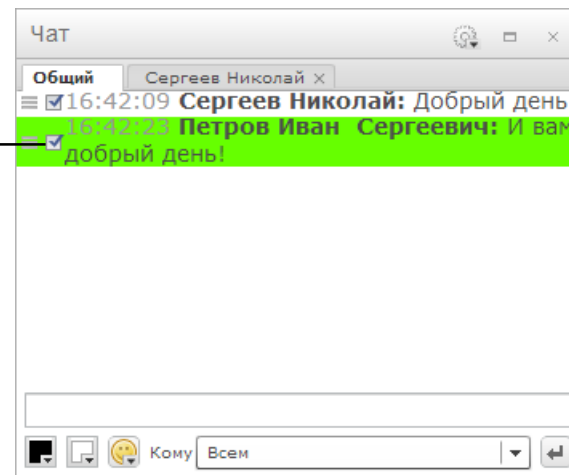 Чат
Общий Сергеев Николай
16:42:09 Сергеев Николай: Добрый день
16:42:23 Петров Иван Сергеевич: И вам
добрый день!
Кому Всем